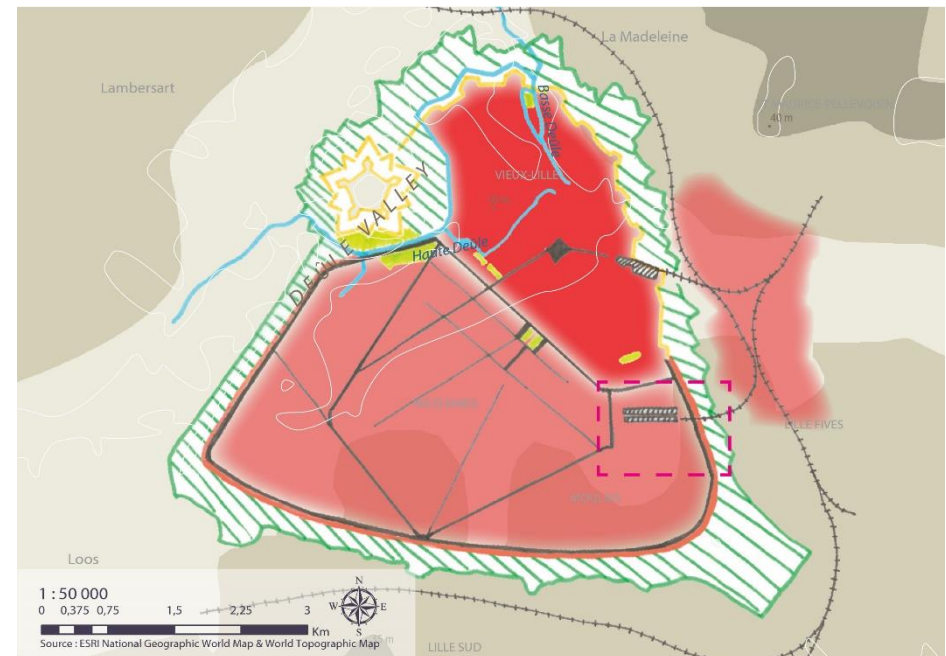 La Madeleine
Lambersart
40 m
Basse Deule
VIEUX-LILLE
DEÛLE VALLEY
Haute Deule
LILLE FIVES
Loos
1 : 50 000
0 0,375 0,75 1,5 2,25 3
Km
N
W E
S
Source : ESRI National Geographic World Map & World Topographic Map
LILLE SUD